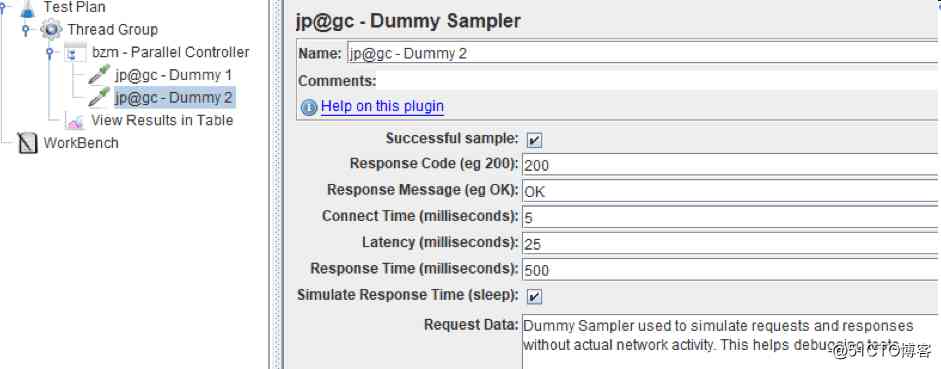 Test Plan
Thread Group
bzm - Parallel Controller
jp@gc - Dummy 1
jp@gc - Dummy 2
View Results in Table
WorkBench
jp@gc - Dummy Sampler
Name: jp@gc - Dummy 2
Comments:
Help on this plugin
Successful sample:
Response Code (eg 200): 200
Response Message (eg OK): OK
Connect Time (milliseconds): 5
Latency (milliseconds): 25
Response Time (milliseconds): 500
Simulate Response Time (sleep):
Request Data: Dummy Sampler used to simulate requests and responses
without actual network activity. This helps debugging tests.
@51CTO博客